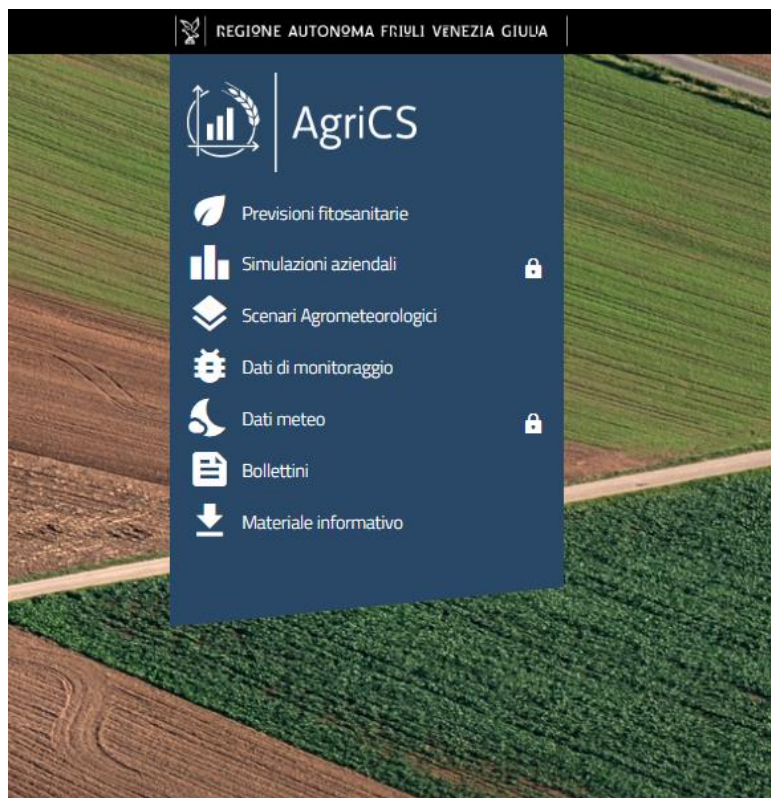 REGIONE AUTONOMA FRIULI VENEZIA GIULIA
AgriCS
Previsioni fitosanitarie
Simulazioni aziendali
Scenari Agrometeorologici
Dati di monitoraggio
Dati meteo
Bollettini
Materiale informativo